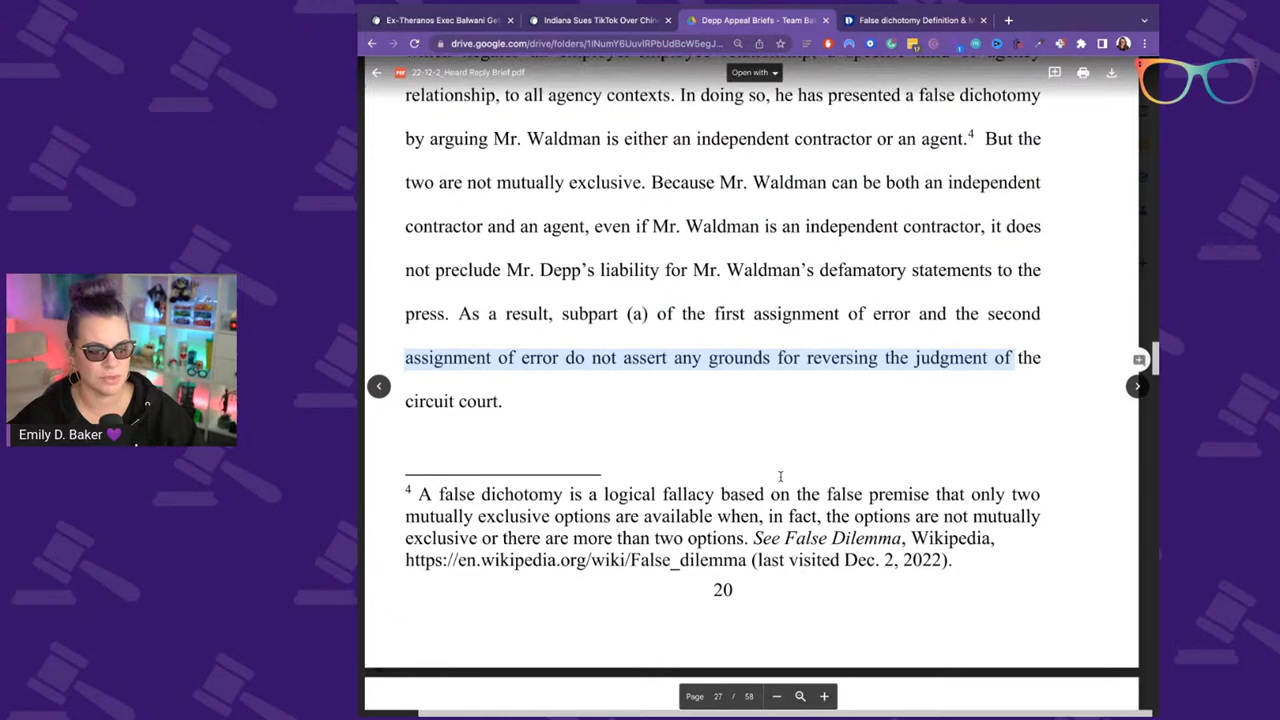 Ex-Theranos Exec Balwani Get
Indiana Sues TikTok Over Chin
Depp Appeal Briefs - Team Ba
False dichotomy Definition & M
drive.google.com/drive/folders/1INumY6UuvIRPbUdBcW5egJ...
22-12-2_Heard Reply Brief.pdf
Open with
relationship, to all agency contexts. In doing so, he has presented a false dichotomy
by arguing Mr. Waldman is either an independent contractor or an agent.4 But the
two are not mutually exclusive. Because Mr. Waldman can be both an independent
contractor and an agent, even if Mr. Waldman is an independent contractor, it does
not preclude Mr. Depp's liability for Mr. Waldman's defamatory statements to the
press. As a result, subpart (a) of the first assignment of error and the second
assignment of error do not assert any grounds for reversing the judgment of the
circuit court.
4 A false dichotomy is a logical fallacy based on the false premise that only two
mutually exclusive options are available when, in fact, the options are not mutually
exclusive or there are more than two options. See False Dilemma, Wikipedia,
https://en.wikipedia.org/wiki/False_dilemma (last visited Dec. 2, 2022).
20
Page 27 / 58
Emily D. Baker